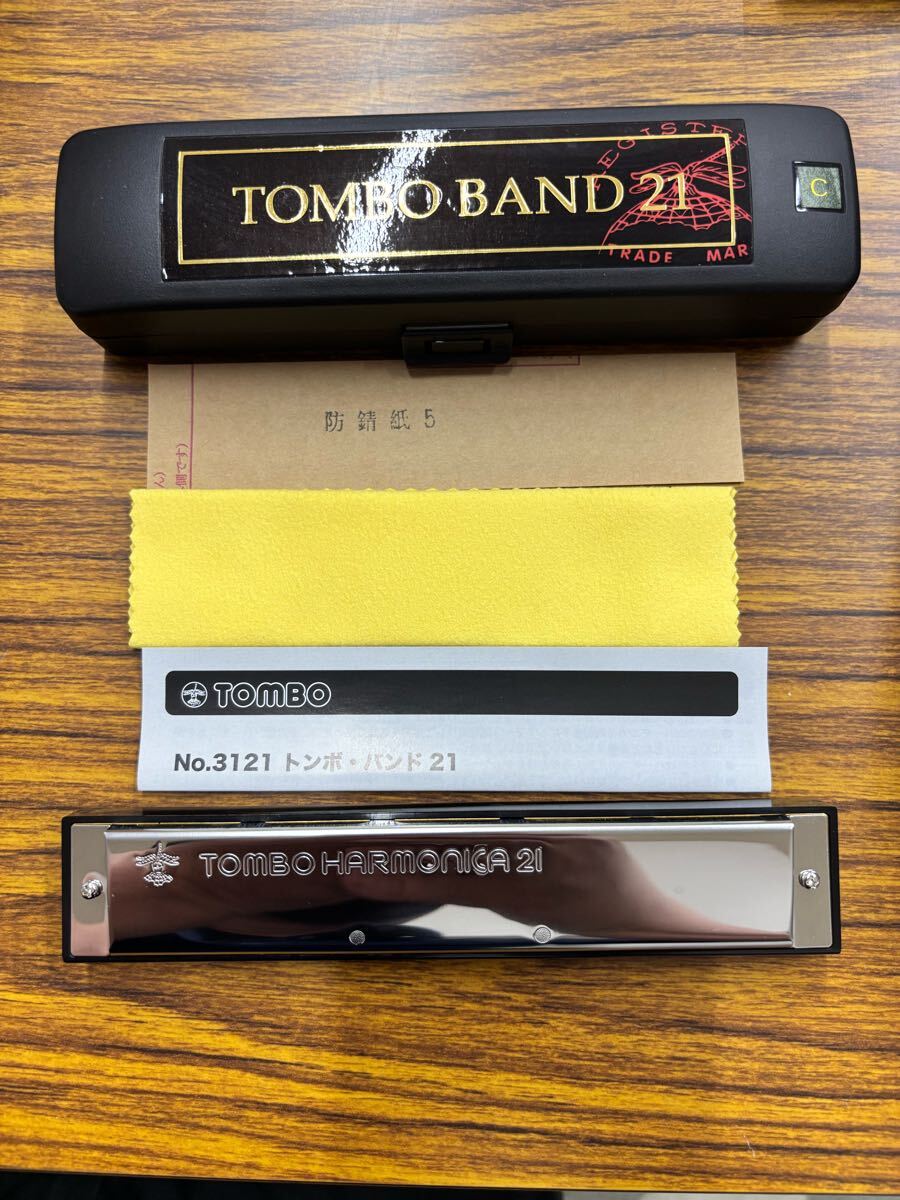 REGISTE
TOMBO BAND 21
C
TRADE MAR
防錆紙5
TOMBO
No.3121 トンボ・バンド 21
TOMBO HARMONICA 21